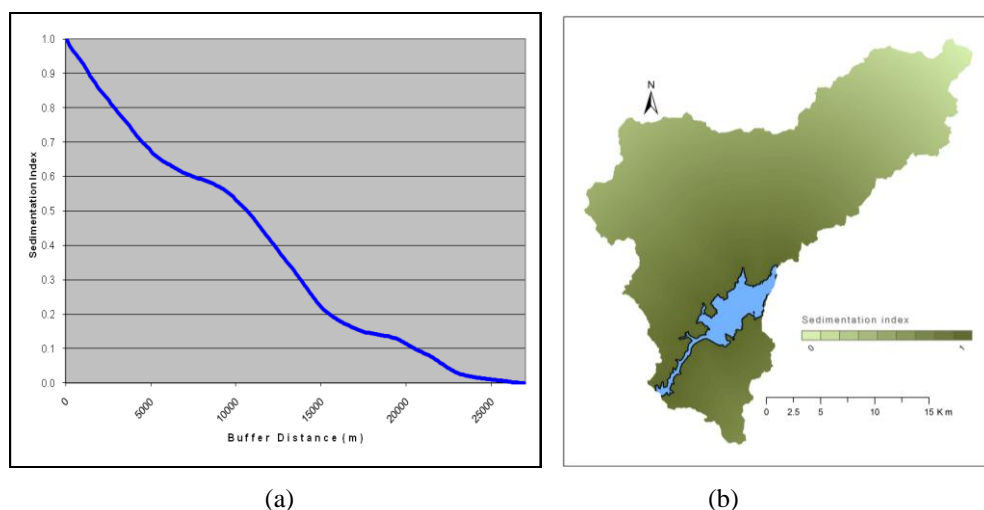 1.0
0.9
0.8
0.7
0.6
0.5
0.4
0.3
0.2
0.1
0.0
Sedimentation Index
0
5000
10000
15000
20000
25000
Buffer Distance (m)
N
Sedimentation index
0
1
0 2.5 5 10 15 Km
(a)
(b)